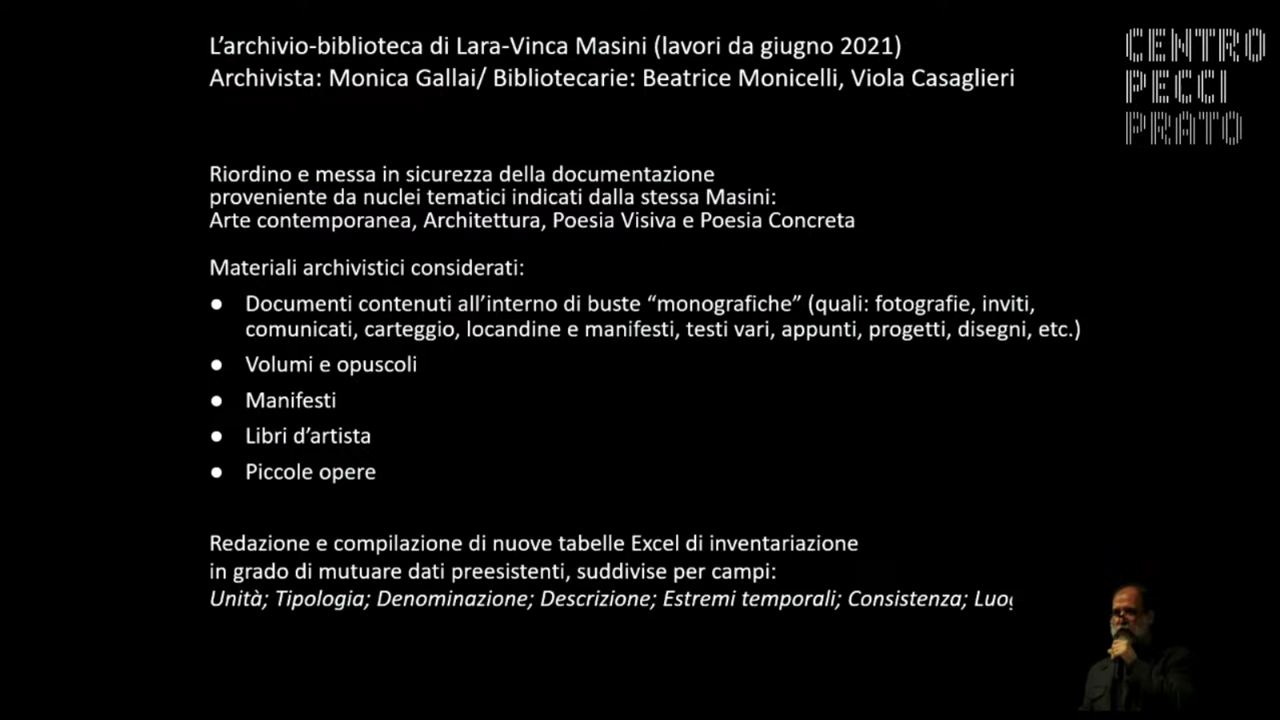 L’archivio-biblioteca di Lara-Vinca Masini (lavori da giugno 2021)
Archivista: Monica Gallai/ Bibliotecarie: Beatrice Monicelli, Viola Casaglieri
CENTRO
PECCI
PRATO
Riordino e messa in sicurezza della documentazione
proveniente da nuclei tematici indicati dalla stessa Masini:
Arte contemporanea, Architettura, Poesia Visiva e Poesia Concreta
Materiali archivistici considerati:
● Documenti contenuti all’interno di buste “monografiche” (quali: fotografie, inviti,
comunicati, carteggio, locandine e manifesti, testi vari, appunti, progetti, disegni, etc.)
● Volumi e opuscoli
● Manifesti
● Libri d’artista
● Piccole opere
Redazione e compilazione di nuove tabelle Excel di inventariazione
in grado di mutuare dati preesistenti, suddivise per campi:
Unità; Tipologia; Denominazione; Descrizione; Estremi temporali; Consistenza;